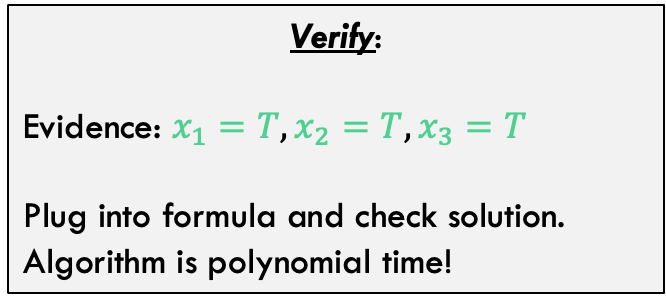 Verify:
Evidence: x₁ = T, x₂ = T, x₃ = T
Plug into formula and check solution.
Algorithm is polynomial time!